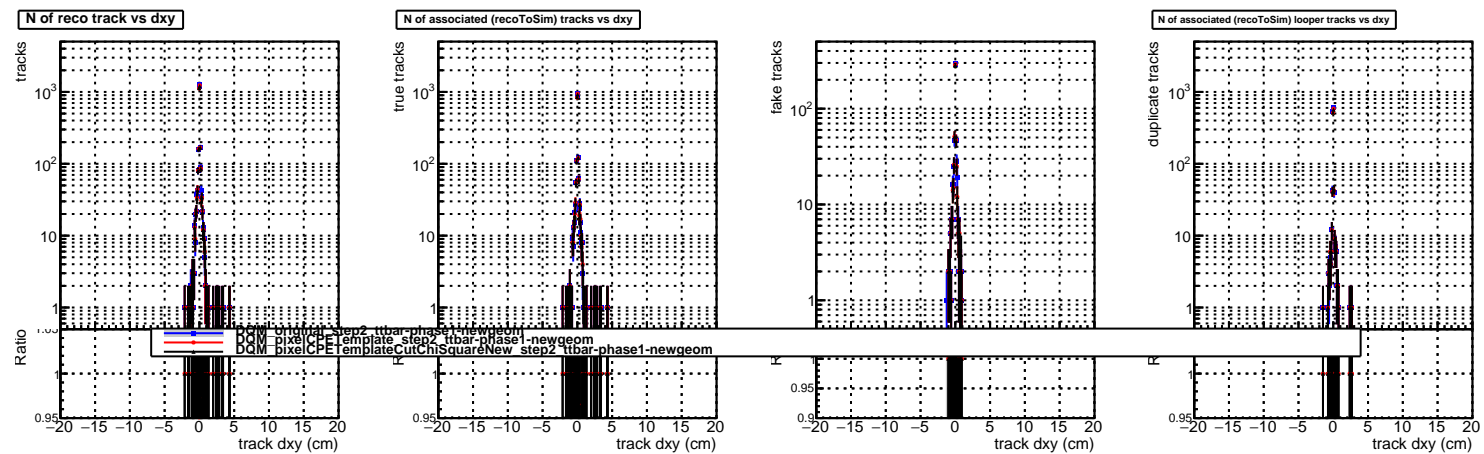 N of reco track vs dxy
N of associated (recoToSim) tracks vs dxy
N of associated (recoToSim) looper tracks vs dxy
tracks
10³
10²
10
1
Ratio
1
0.95
−20 −15 −10 −5 0 5 10 15 20
track dxy (cm)
true tracks
10³
10²
10
1
1
0.95
−20 −15 −10 −5 0 5 10 15 20
track dxy (cm)
fake tracks
10²
10
1
0.95
0.9
−20 −15 −10 −5 0 5 10 15 20
track dxy (cm)
duplicate tracks
10³
10²
10
1
1
0.95
−20 −15 −10 −5 0 5 10 15 20
track dxy (cm)
DQM_original_step2_ttbar-phase1-newgeom
DQM_pixelCPETemplate_step2_ttbar-phase1-newgeom
DQM_pixelCPETemplateCutChiSquareNew_step2_ttbar-phase1-newgeom